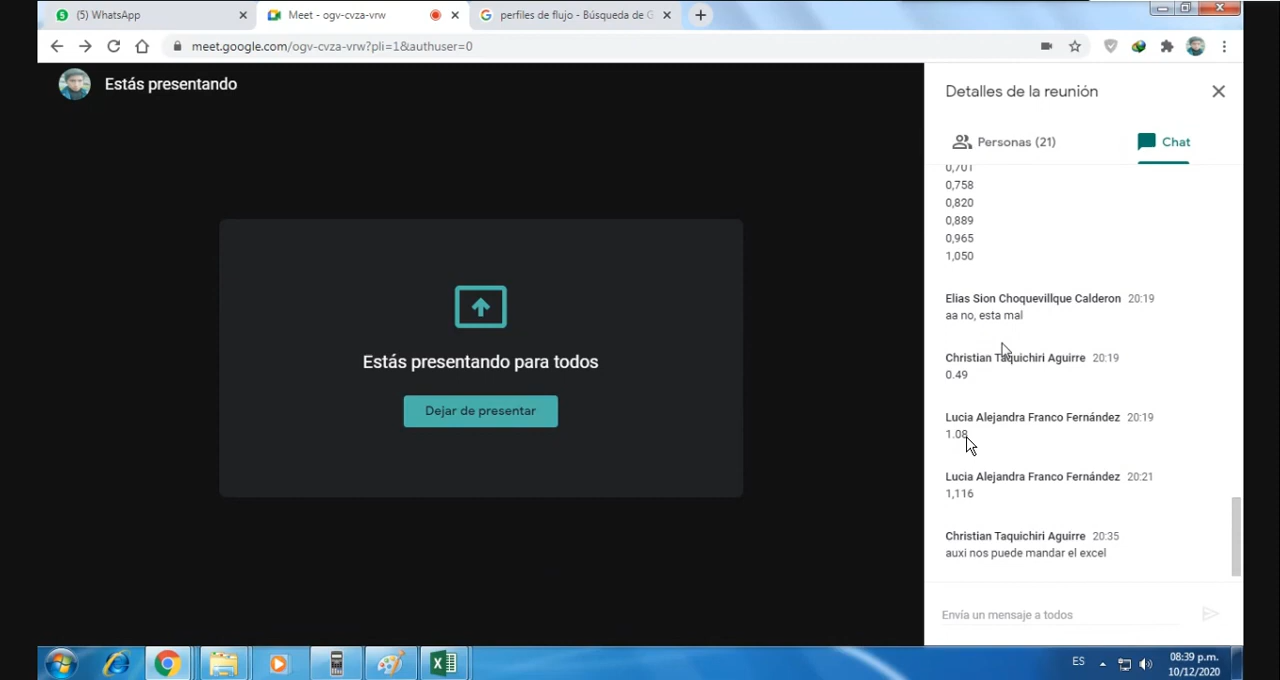 (5) WhatsApp
Meet - ogv-cvza-vrw
perfiles de flujo - Búsqueda de G
meet.google.com/ogv-cvza-vrw?pli=1&authuser=0
Estás presentando
Detalles de la reunión
Personas (21)
Chat
0,701
0,758
0,820
0,889
0,965
1,050
Elias Sion Choquevillque Calderon 20:19
aa no, esta mal
Christian Taquichiri Aguirre 20:19
0.49
Lucia Alejandra Franco Fernández 20:19
1.08
Lucia Alejandra Franco Fernández 20:21
1,116
Christian Taquichiri Aguirre 20:35
auxi nos puede mandar el excel
Envía un mensaje a todos
Estás presentando para todos
Dejar de presentar
ES
08:39 p.m.
10/12/2020